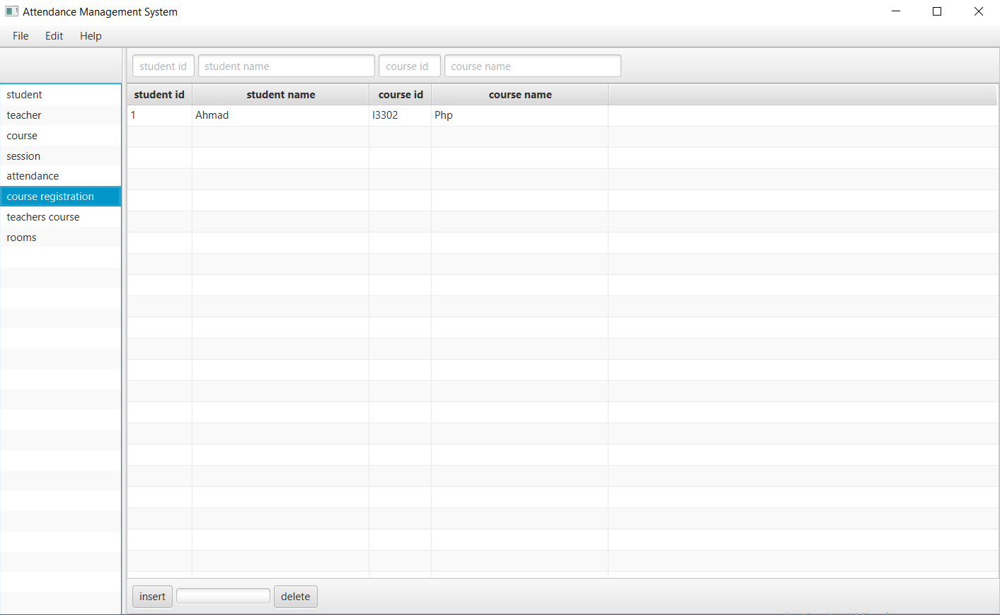 Attendance Management System
File Edit Help
student id student name course id course name
student
teacher
course
session
attendance
course registration
teachers course
rooms
student id student name course id course name
1 Ahmad I3302 Php
insert delete